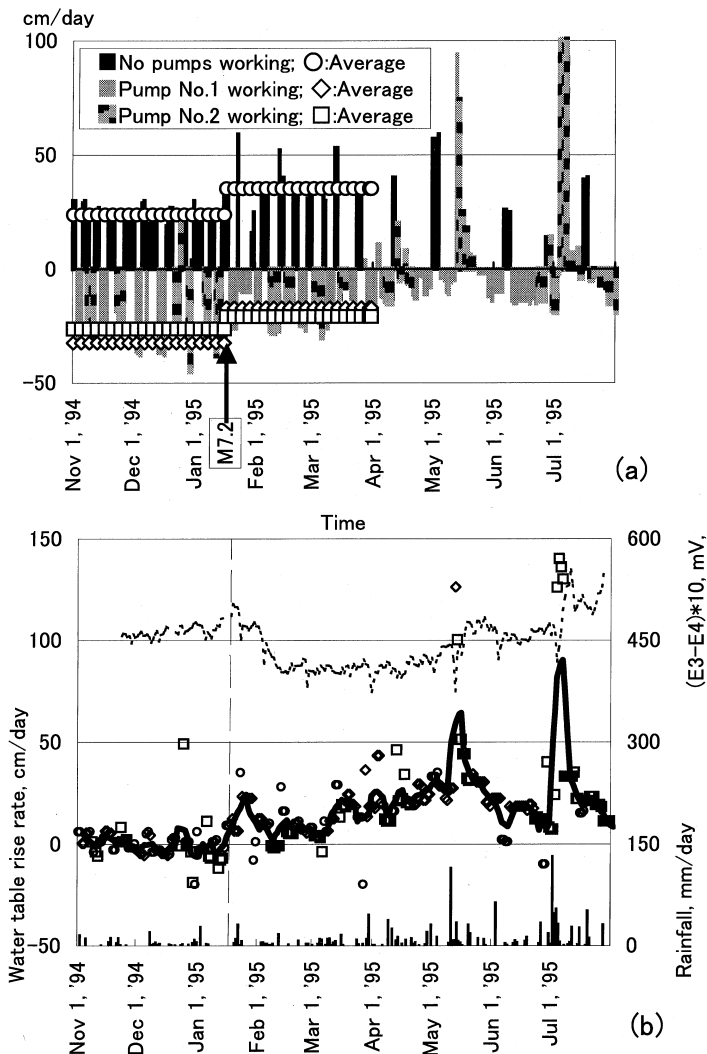 cm/day
100
50
0
-50
No pumps working; :Average
Pump No.1 working; :Average
Pump No.2 working; :Average
M7.2
Nov 1, '94
Dec 1, '94
Jan 1, '95
Feb 1, '95
Mar 1, '95
Apr 1, '95
May 1, '95
Jun 1, '95
Jul 1, '95
(a)
Time
Water table rise rate, cm/day
150
100
50
0
-50
600
450
300
150
0
(E3-E4)*10, mV,
Rainfall, mm/day
Nov 1, '94
Dec 1, '94
Jan 1, '95
Feb 1, '95
Mar 1, '95
Apr 1, '95
May 1, '95
Jun 1, '95
Jul 1, '95
(b)